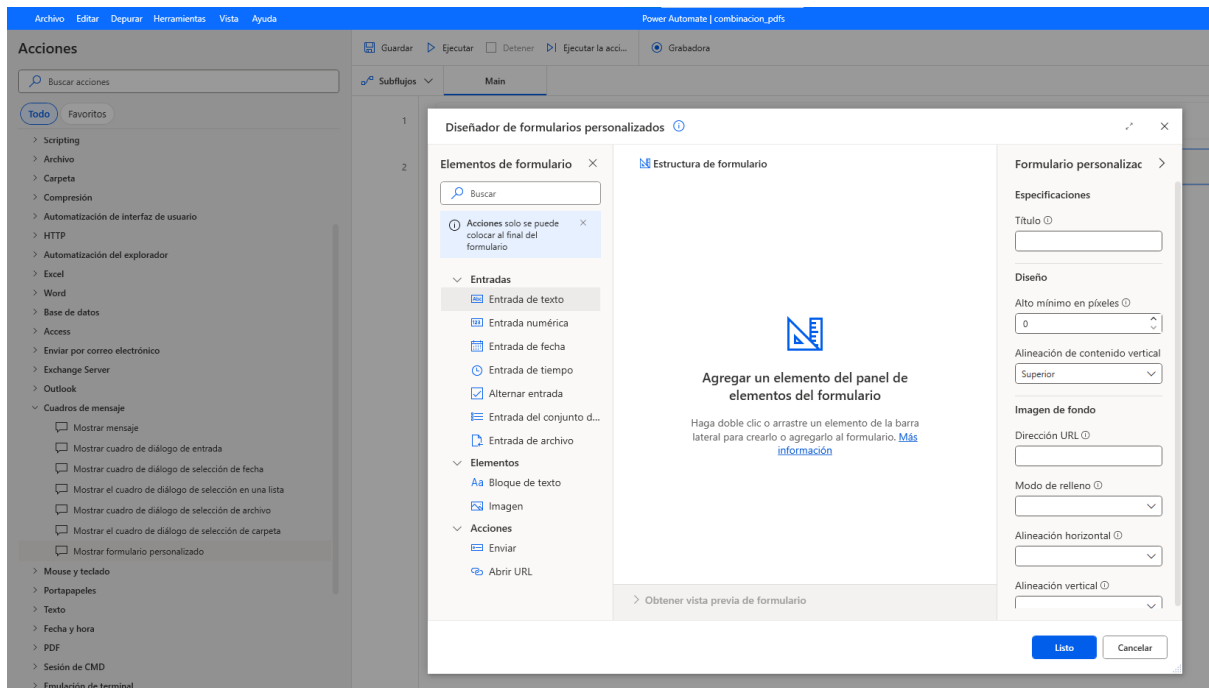 Archivo Editar Depurar Herramientas Vista Ayuda
Power Automate | combinacion_pdfs
Acciones
Buscar acciones
Todo Favoritos
Scripting
Archivo
Carpeta
Compresión
Automatización de interfaz de usuario
HTTP
Automatización del explorador
Excel
Word
Base de datos
Access
Enviar por correo electrónico
Exchange Server
Outlook
Cuadros de mensaje
Mostrar mensaje
Mostrar cuadro de diálogo de entrada
Mostrar cuadro de diálogo de selección de fecha
Mostrar el cuadro de diálogo de selección en una lista
Mostrar cuadro de diálogo de selección de archivo
Mostrar el cuadro de diálogo de selección de carpeta
Mostrar formulario personalizado
Mouse y teclado
Portapapeles
Texto
Fecha y hora
PDF
Sesión de CMD
Emulación de terminal
Guardar Ejecutar Detener Ejecutar la acci... Grabadora
Subflujos Main
1
2
Diseñador de formularios personalizados
Elementos de formulario
Buscar
Acciones solo se puede
colocar al final del
formulario
Entradas
Abc Entrada de texto
123 Entrada numérica
Entrada de fecha
Entrada de tiempo
Alternar entrada
Entrada del conjunto d...
Entrada de archivo
Elementos
Aa Bloque de texto
Imagen
Acciones
Enviar
Abrir URL
Estructura de formulario
Agregar un elemento del panel de
elementos del formulario
Haga doble clic o arrastre un elemento de la barra
lateral para crearlo o agregarlo al formulario. Más
información
Obtener vista previa de formulario
Formulario personalizac
Especificaciones
Título
Diseño
Alto mínimo en píxeles
0
Alineación de contenido vertical
Superior
Imagen de fondo
Dirección URL
Modo de relleno
Alineación horizontal
Alineación vertical
Listo Cancelar